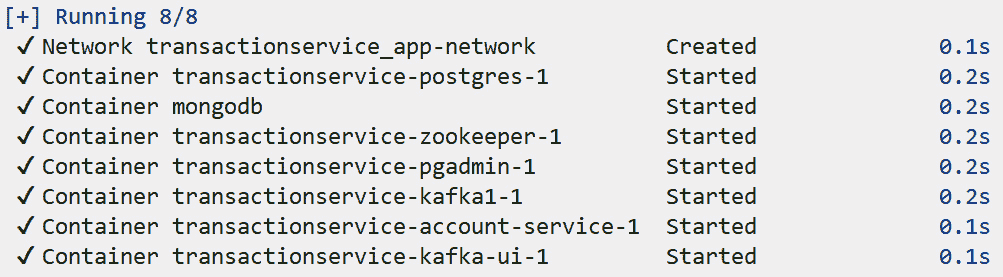 [+] Running 8/8
✓ Network transactionservice_app-network Created 0.1s
✓ Container transactionservice-postgres-1 Started 0.2s
✓ Container mongodb Started 0.2s
✓ Container transactionservice-zookeeper-1 Started 0.2s
✓ Container transactionservice-pgadmin-1 Started 0.2s
✓ Container transactionservice-kafka1-1 Started 0.2s
✓ Container transactionservice-account-service-1 Started 0.1s
✓ Container transactionservice-kafka-ui-1 Started 0.1s